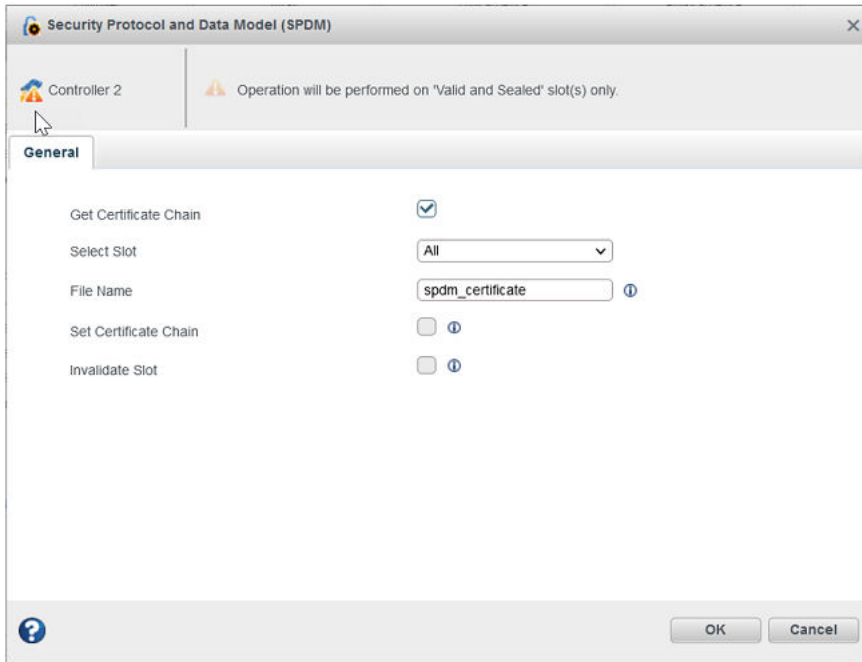 Security Protocol and Data Model (SPDM)
Controller 2
Operation will be performed on 'Valid and Sealed' slot(s) only.
General
Get Certificate Chain
Select Slot All
File Name spdm_certificate
Set Certificate Chain
Invalidate Slot
OK Cancel